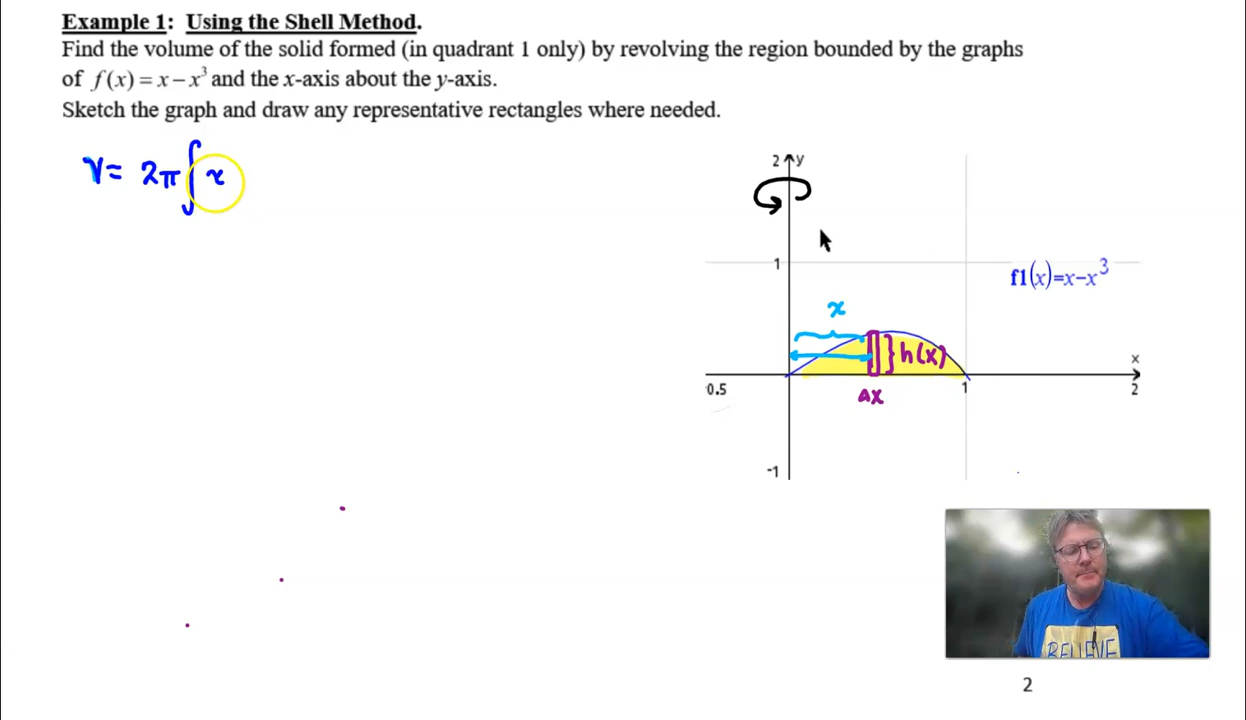 Example 1: Using the Shell Method.
Find the volume of the solid formed (in quadrant 1 only) by revolving the region bounded by the graphs
of f(x) = x − x³ and the x-axis about the y-axis.
Sketch the graph and draw any representative rectangles where needed.
V = 2π∫ x
2 y
1
f1(x)=x−x³
x
h(x)
x
0.5
Δx
1
2
-1
BELIEVE
2